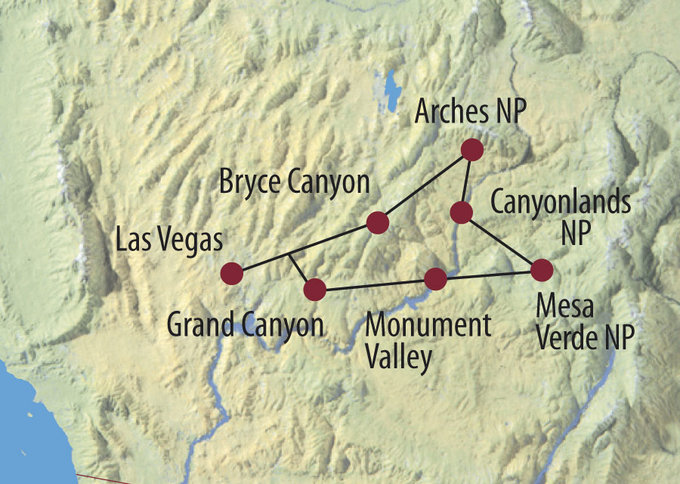 Arches NP
Bryce Canyon
Canyonlands
NP
Las Vegas
Grand Canyon
Monument
Valley
Mesa
Verde NP